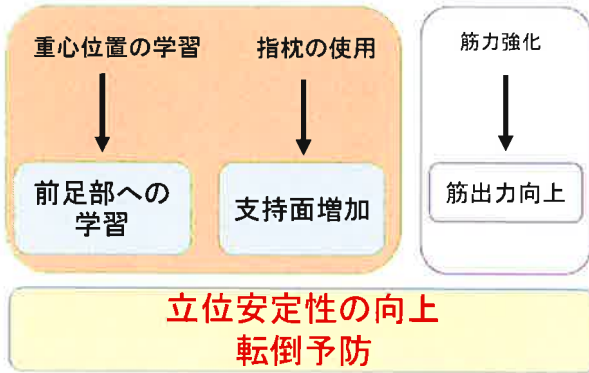 重心位置の学習
指枕の使用
筋力強化
前足部への
学習
支持面増加
筋出力向上
立位安定性の向上
転倒予防